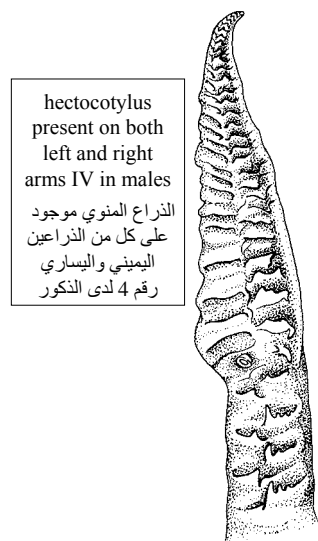 hectocotylus
present on both
left and right
arms IV in males
الذراع المنوي موجود
على كل من الذراعين
اليميني واليساري
رقم 4 لدى الذكور